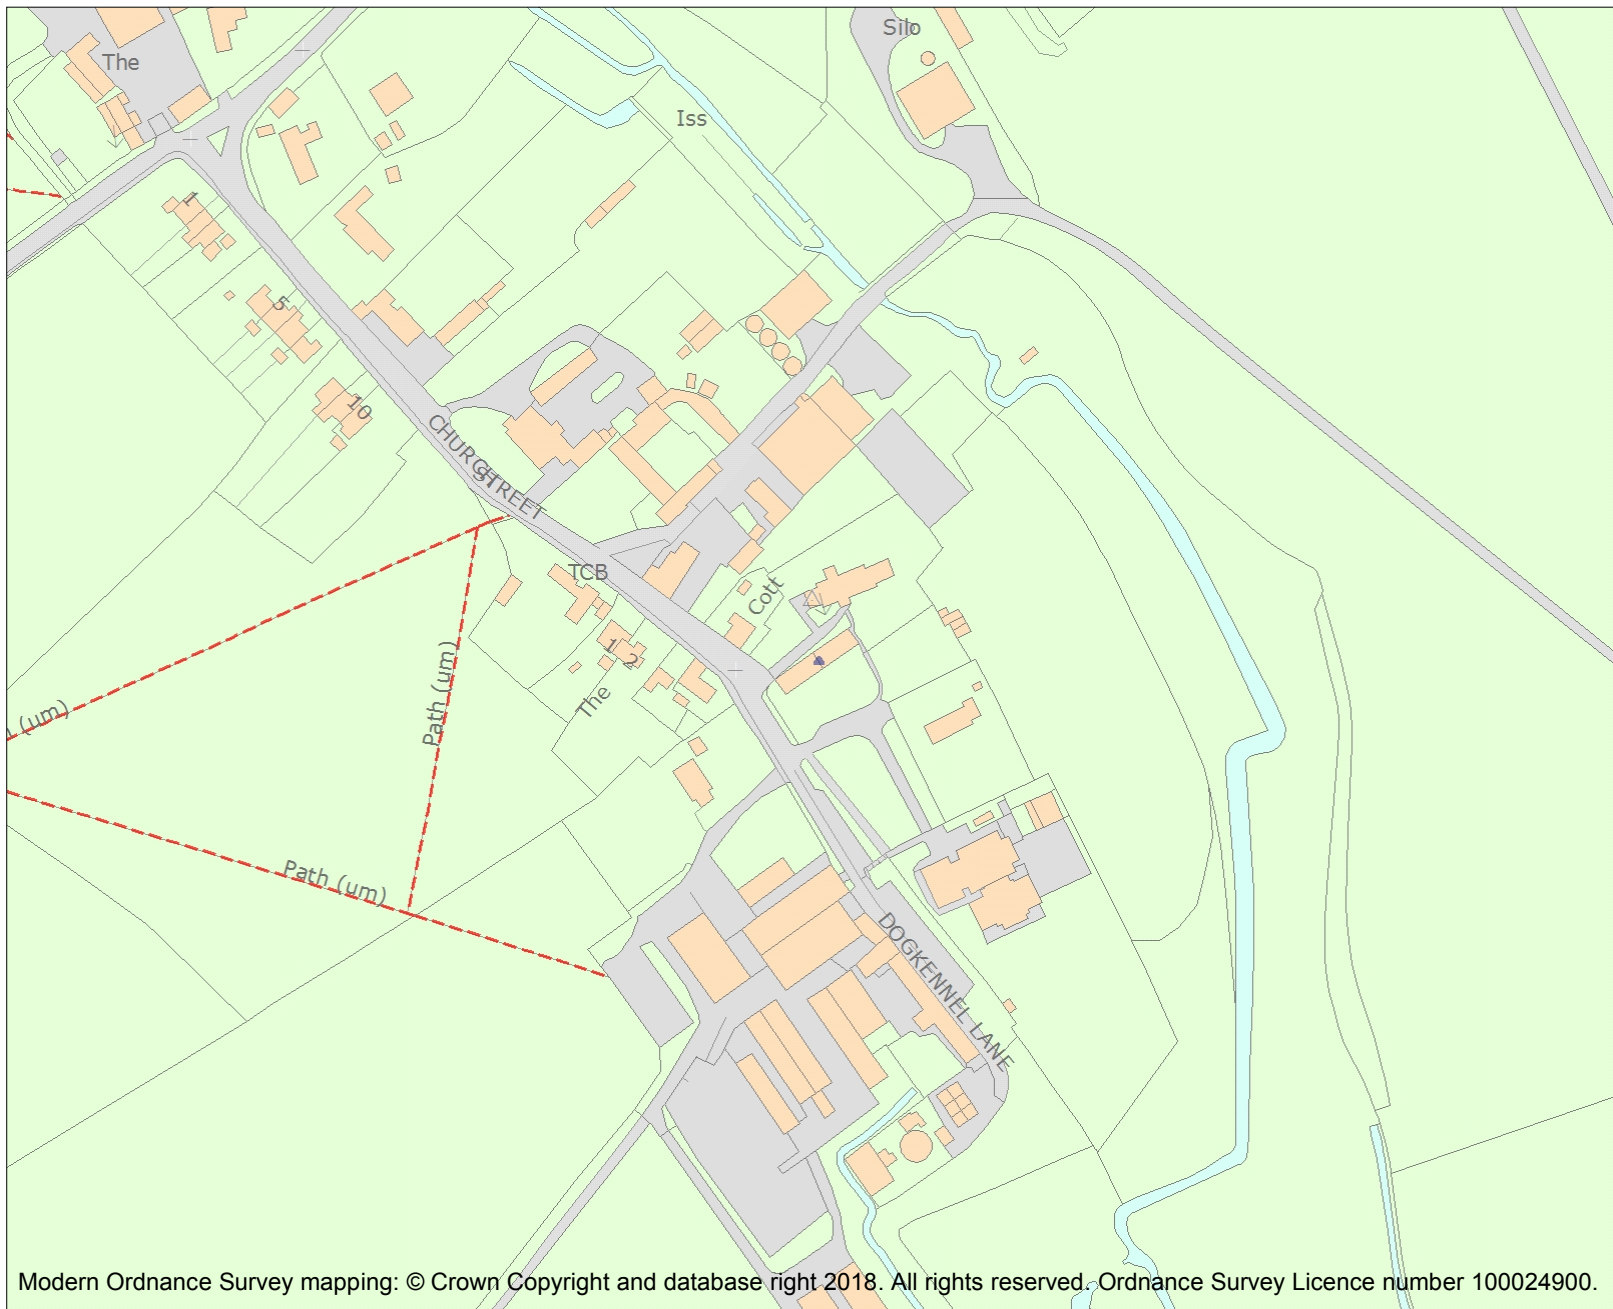 Silo
The
Iss
1
5
10
CHURCH STREET
TCB
Cott
1
2
The
Path (um)
(um)
Path (um)
DOGKENNEL LANE
Modern Ordnance Survey mapping: © Crown Copyright and database right 2018. All rights reserved. Ordnance Survey Licence number 100024900.